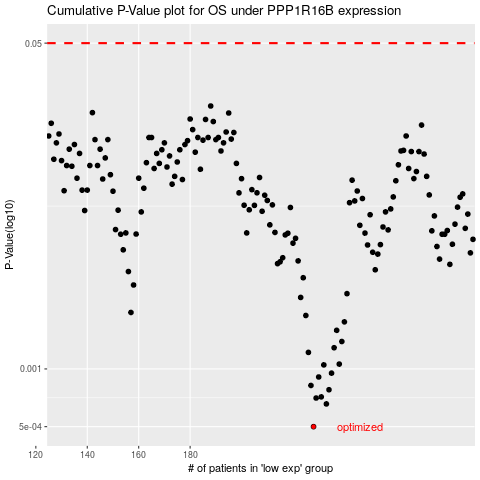 Cumulative P-Value plot for OS under PPP1R16B expression
0.05
P-Value(log10)
0.001
5e-04
optimized
120 140 160 180
# of patients in 'low exp' group